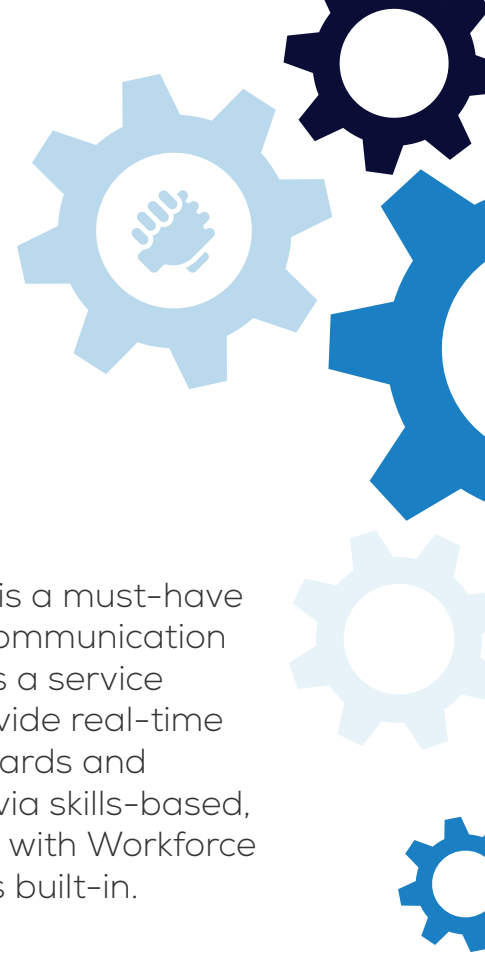 is a must-have
ommunication
s a service
vide real-time
ards and
via skills-based,
with Workforce
s built-in.